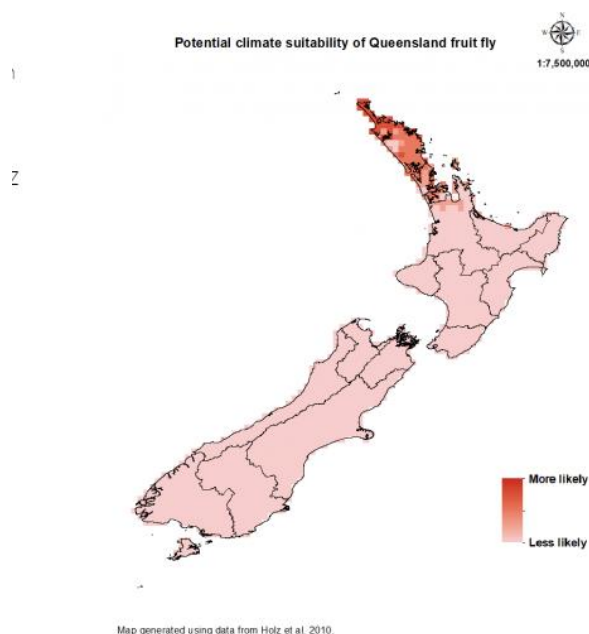 Potential climate suitability of Queensland fruit fly
N
W E
S
1:7,500,000
Z
More likely
Less likely
Map generated using data from Holz et al. 2010.